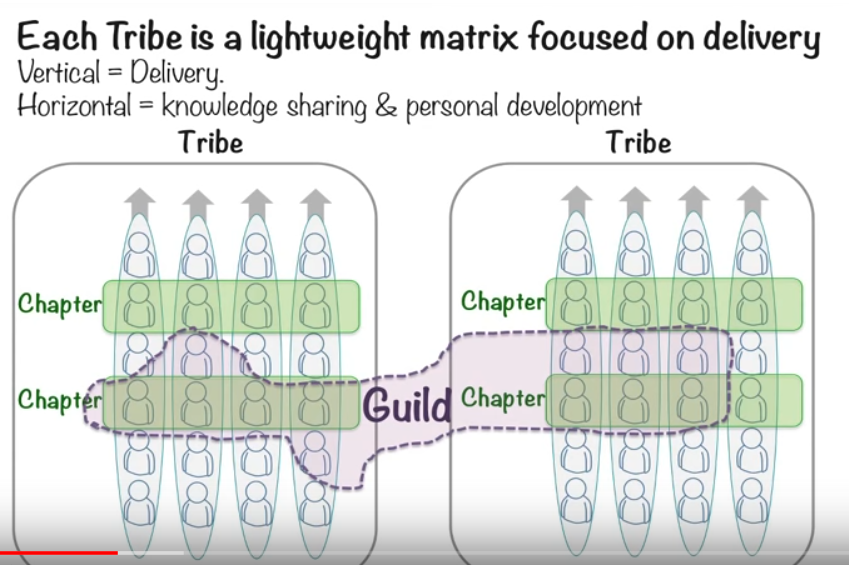 Each Tribe is a lightweight matrix focused on delivery
Vertical = Delivery.
Horizontal = knowledge sharing & personal development
Tribe
Tribe
Chapter
Chapter
Chapter
Guild
Chapter